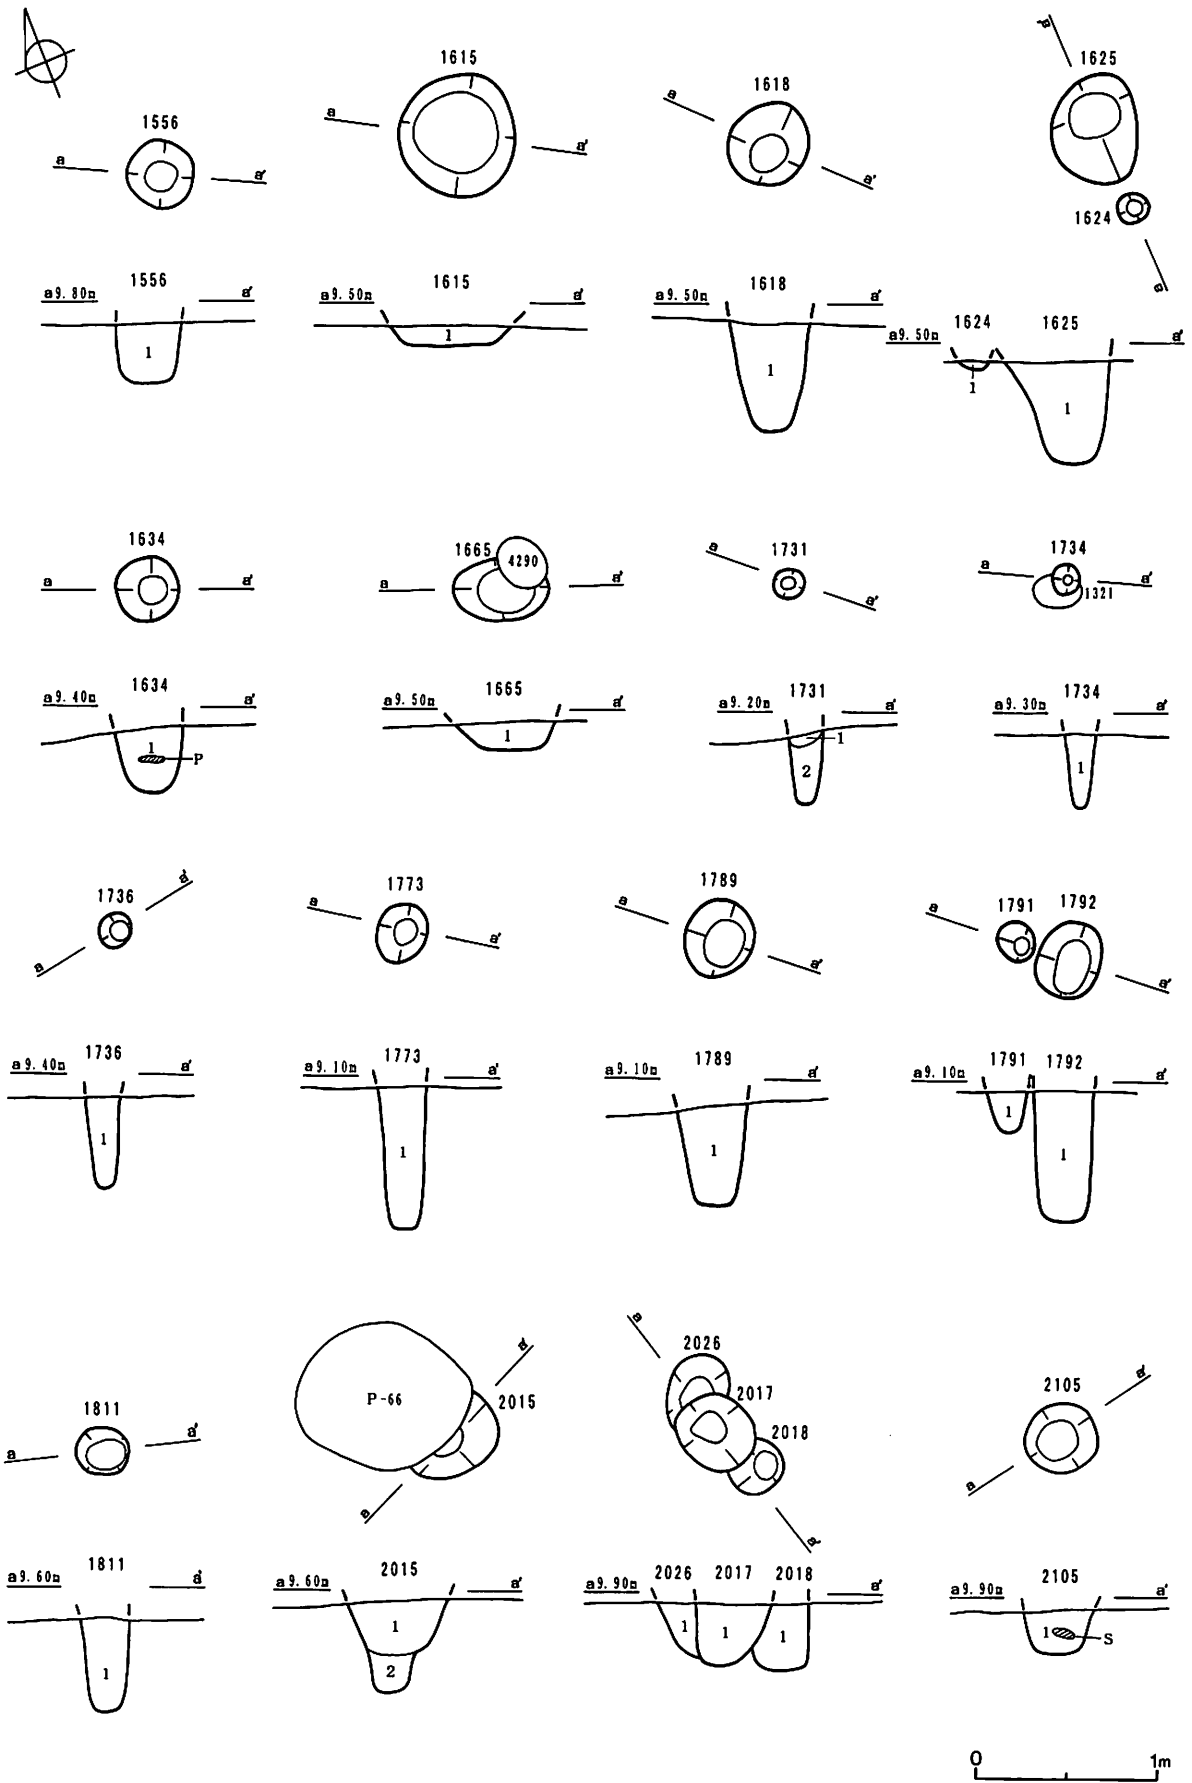 1556
a a'
1615
a a'
1618
a a'
1625
1624
a a'
1556
a9.80m a'
1
1615
a9.50m a'
1
1618
a9.50m a'
1
1624 1625
a9.50m a'
1 1
1634
a a'
1665 4290
a a'
1731
a a'
1734
1321
a a'
1634
a9.40m a'
1
P
1665
a9.50m a'
1
1731
a9.20m a'
1
2
1734
a9.30m a'
1
1736
a a'
1773
a a'
1789
a a'
1791 1792
a a'
1736
a9.40m a'
1
1773
a9.10m a'
1
1789
a9.10m a'
1
1791 1792
a9.10m a'
1 1
1811
a a'
P-66
2015
a a'
2026
2017
2018
a a'
2105
a a'
1811
a9.60m a'
1
2015
a9.60m a'
1
2
2026 2017 2018
a9.90m a'
1 1 1
2105
a9.90m a'
1
S
0 1m